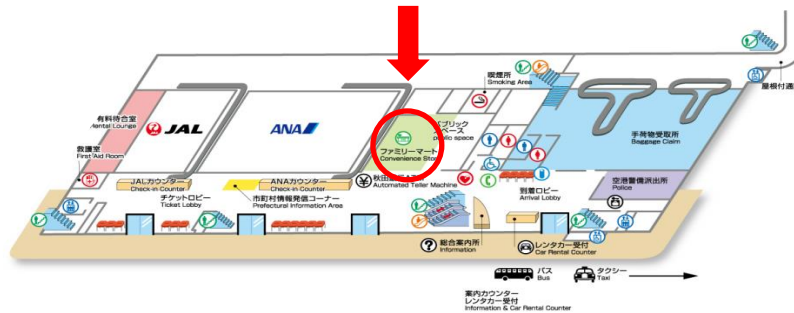 喫煙所
Smoking Area
屋根付通
有料待合室
Rental Lounge
JAL
ANA
パブリック
スペース
public space
手荷物受取所
Baggage Claim
ファミリーマート
Convenience Stor
救護室
First Aid Room
秋田
Automated Teller Machine
JALカウンター
Check-in Counter
ANAカウンター
Check-in Counter
到着ロビー
Arrival Lobby
空港警備派出所
Police
チケットロビー
Ticket Lobby
市町村情報発信コーナー
Prefectural Information Area
総合案内所
Information
レンタカー受付
Car Rental Counter
バス
Bus
タクシー
Taxi
案内カウンター
レンタカー受付
Information & Car Rental Counter